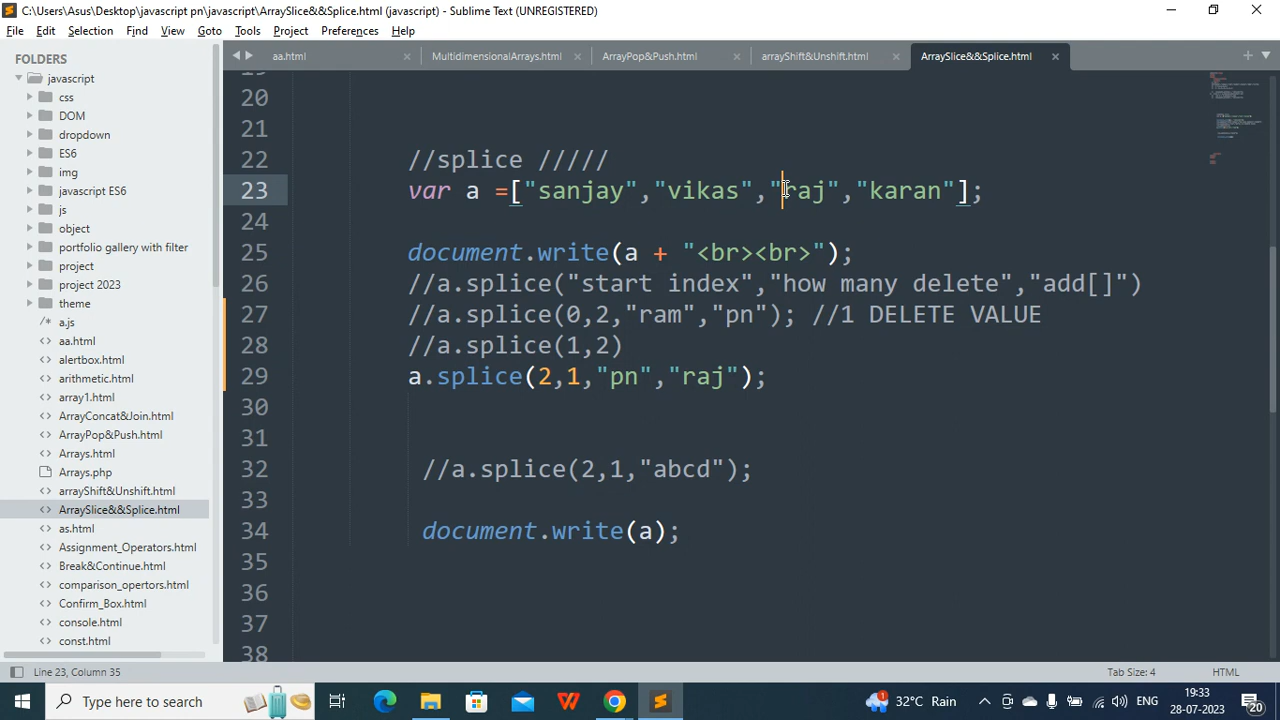 C:\Users\Asus\Desktop\javascript pn\javascript\ArraySlice&&Splice.html (javascript) - Sublime Text (UNREGISTERED)
File Edit Selection Find View Goto Tools Project Preferences Help
FOLDERS
javascript
css
DOM
dropdown
ES6
img
javascript ES6
js
object
portfolio gallery with filter
project
project 2023
theme
a.js
aa.html
alertbox.html
arithmetic.html
array1.html
ArrayConcat&Join.html
ArrayPop&Push.html
Arrays.html
Arrays.php
arrayShift&Unshift.html
ArraySlice&&Splice.html
as.html
Assignment_Operators.html
Break&Continue.html
comparison_opertors.html
Confirm_Box.html
console.html
const.html
aa.html MultidimensionalArrays.html ArrayPop&Push.html arrayShift&Unshift.html ArraySlice&&Splice.html
19
20
21
22 //splice /////
23 var a =["sanjay","vikas","raj","karan"];
24
25 document.write(a + "<br><br>");
26 //a.splice("start index","how many delete","add[]")
27 //a.splice(0,2,"ram","pn"); //1 DELETE VALUE
28 //a.splice(1,2)
29 a.splice(2,1,"pn","raj");
30
31
32 //a.splice(2,1,"abcd");
33
34 document.write(a);
35
36
37
38
Line 23, Column 35 Tab Size: 4 HTML
Type here to search 1 32°C Rain ENG 19:33 28-07-2023 20